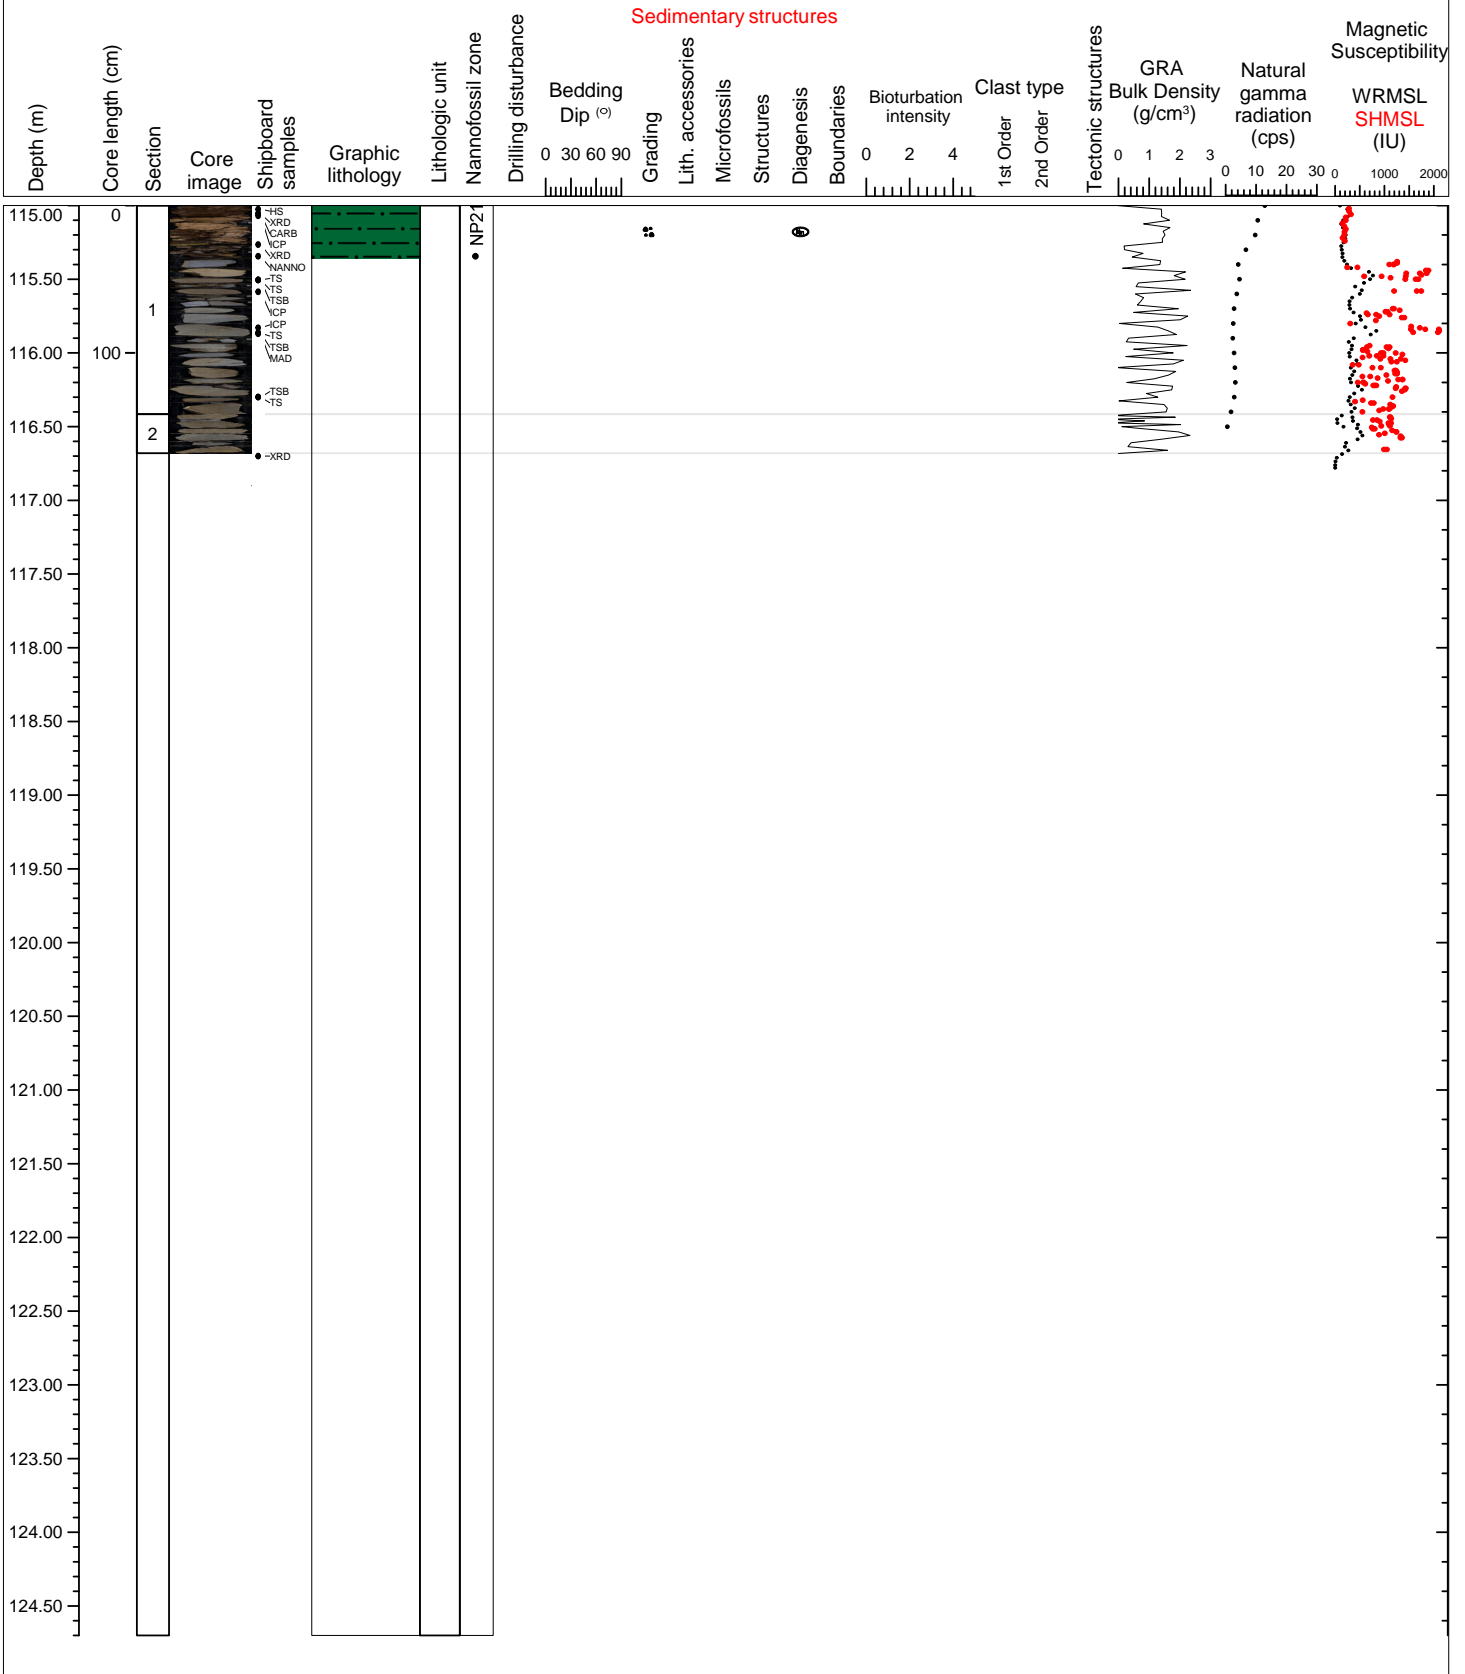 Sedimentary structures
Depth (m)
Core length (cm)
Section
Core
image
Shipboard
samples
Graphic
lithology
Lithologic unit
Nannofossil zone
Drilling disturbance
Bedding
Dip (o)
0 30 60 90
Grading
Lith. accessories
Microfossils
Structures
Diagenesis
Boundaries
Bioturbation
intensity
0 2 4
Clast type
1st Order
2nd Order
Tectonic structures
GRA
Bulk Density
(g/cm³)
0 1 2 3
Natural
gamma
radiation
(cps)
0 10 20 30
Magnetic
Susceptibility
WRMSL
SHMSL
(IU)
0 1000 2000
115.00
115.50
116.00
116.50
117.00
117.50
118.00
118.50
119.00
119.50
120.00
120.50
121.00
121.50
122.00
122.50
123.00
123.50
124.00
124.50
0
100
1
2
HS
XRD
CARB
ICP
XRD
NANNO
TS
TS
TSB
ICP
ICP
TS
TSB
MAD
TSB
TS
XRD
NP21